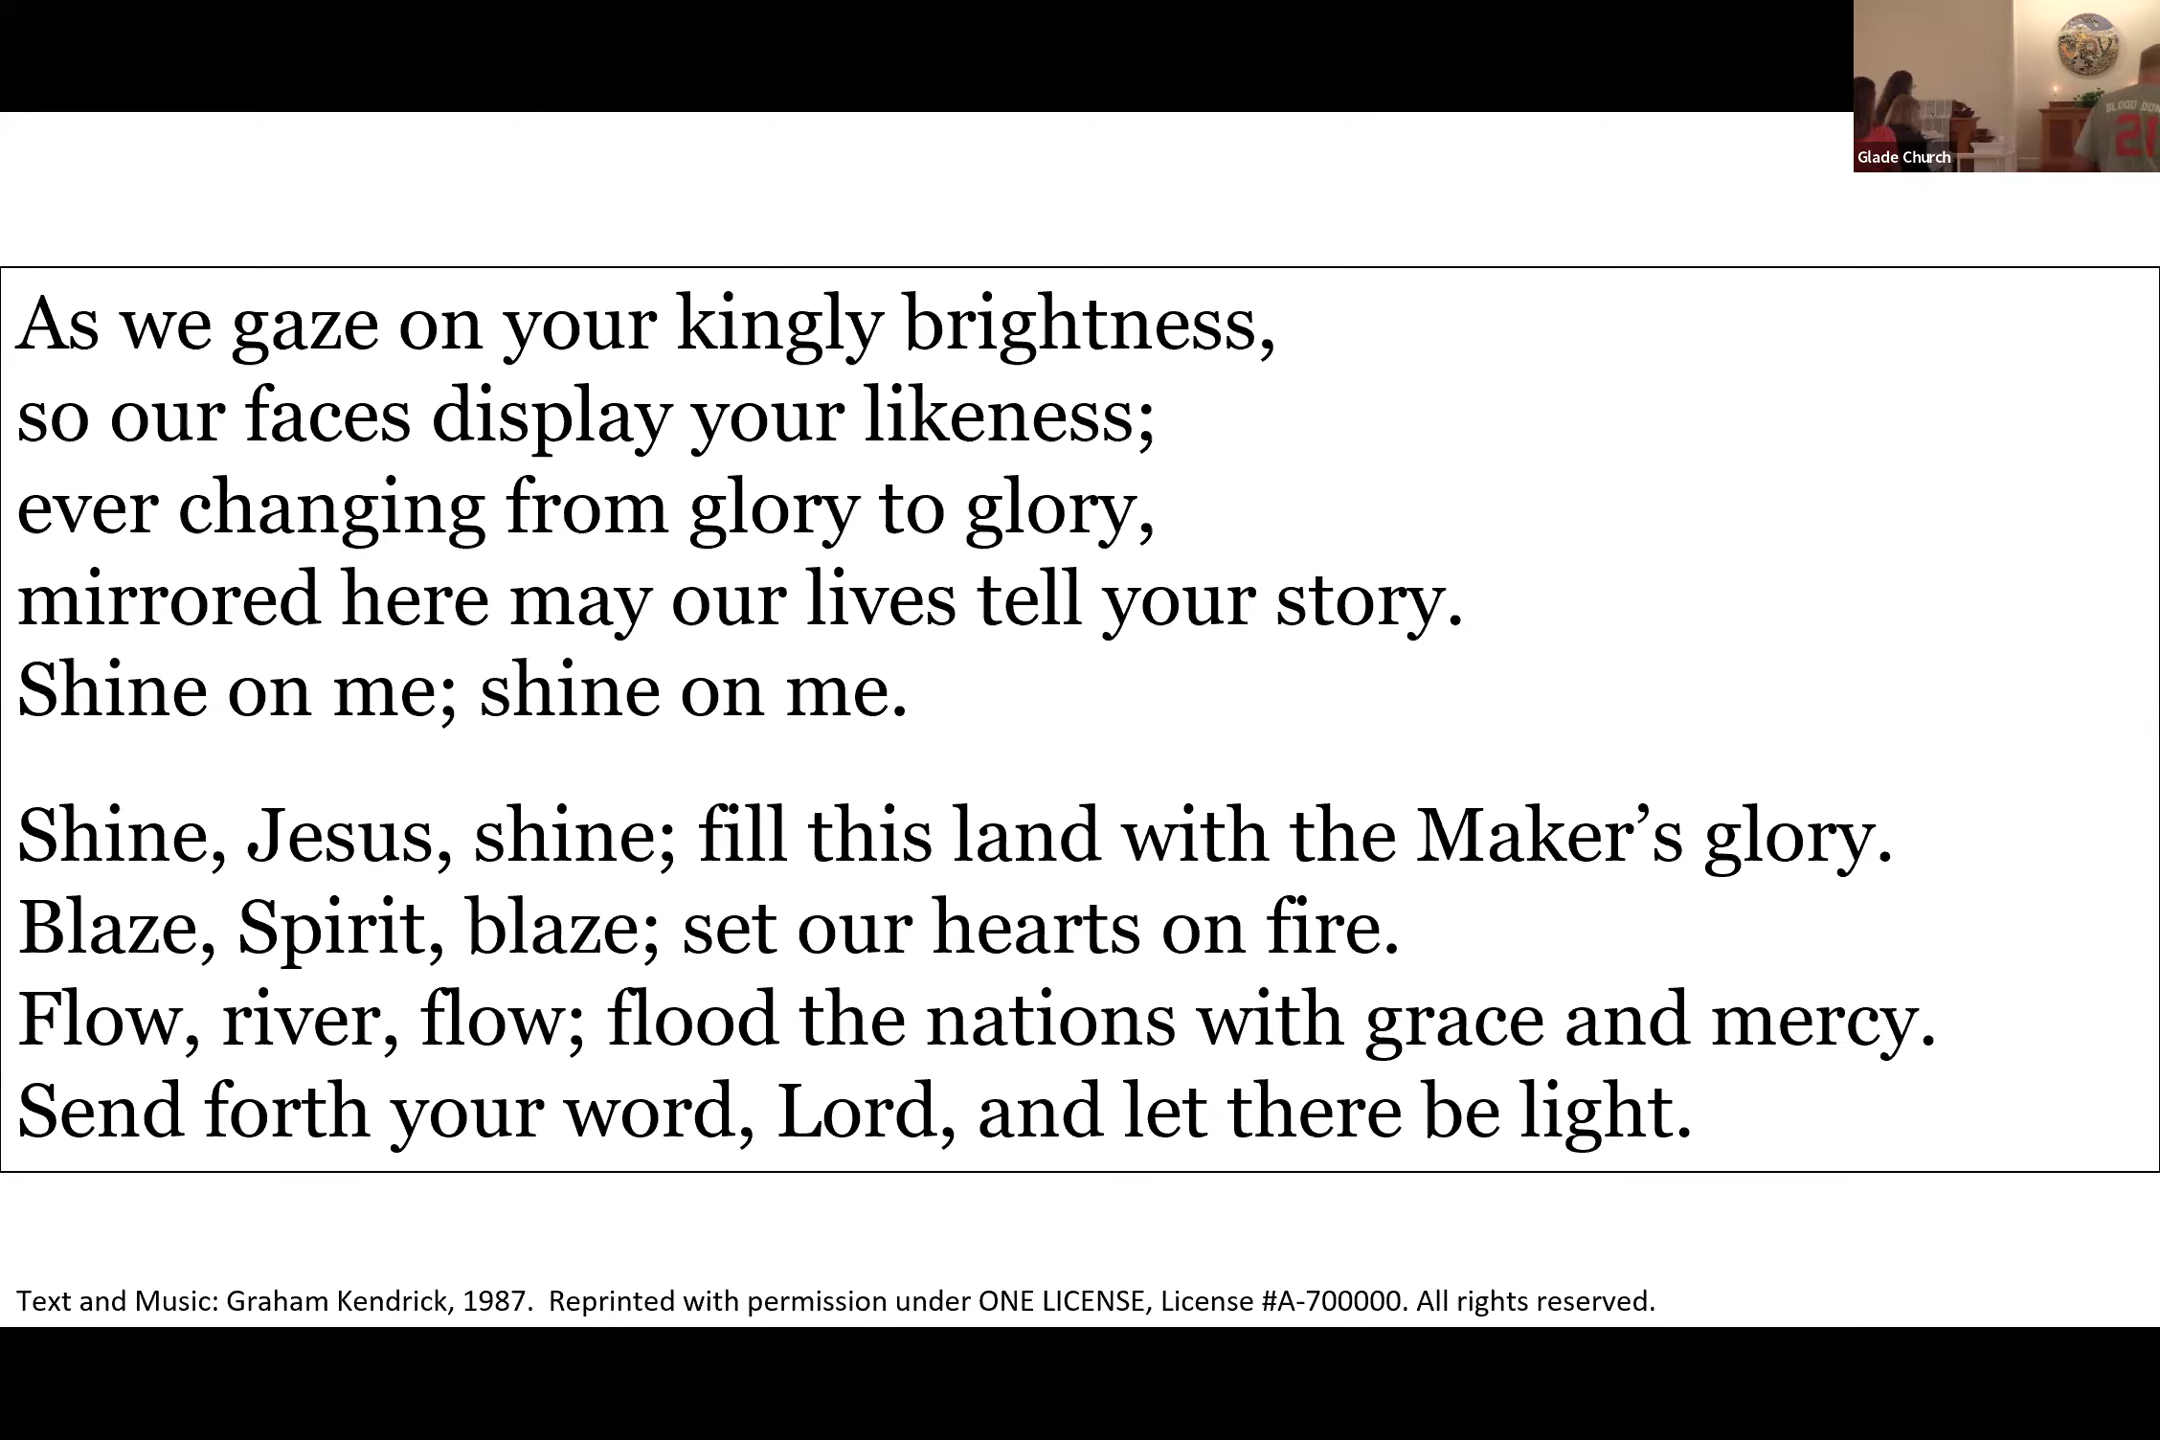 Glade Church
As we gaze on your kingly brightness,
so our faces display your likeness;
ever changing from glory to glory,
mirrored here may our lives tell your story.
Shine on me; shine on me.
Shine, Jesus, shine; fill this land with the Maker’s glory.
Blaze, Spirit, blaze; set our hearts on fire.
Flow, river, flow; flood the nations with grace and mercy.
Send forth your word, Lord, and let there be light.
Text and Music: Graham Kendrick, 1987.  Reprinted with permission under ONE LICENSE, License #A-700000. All rights reserved.
BLOOD